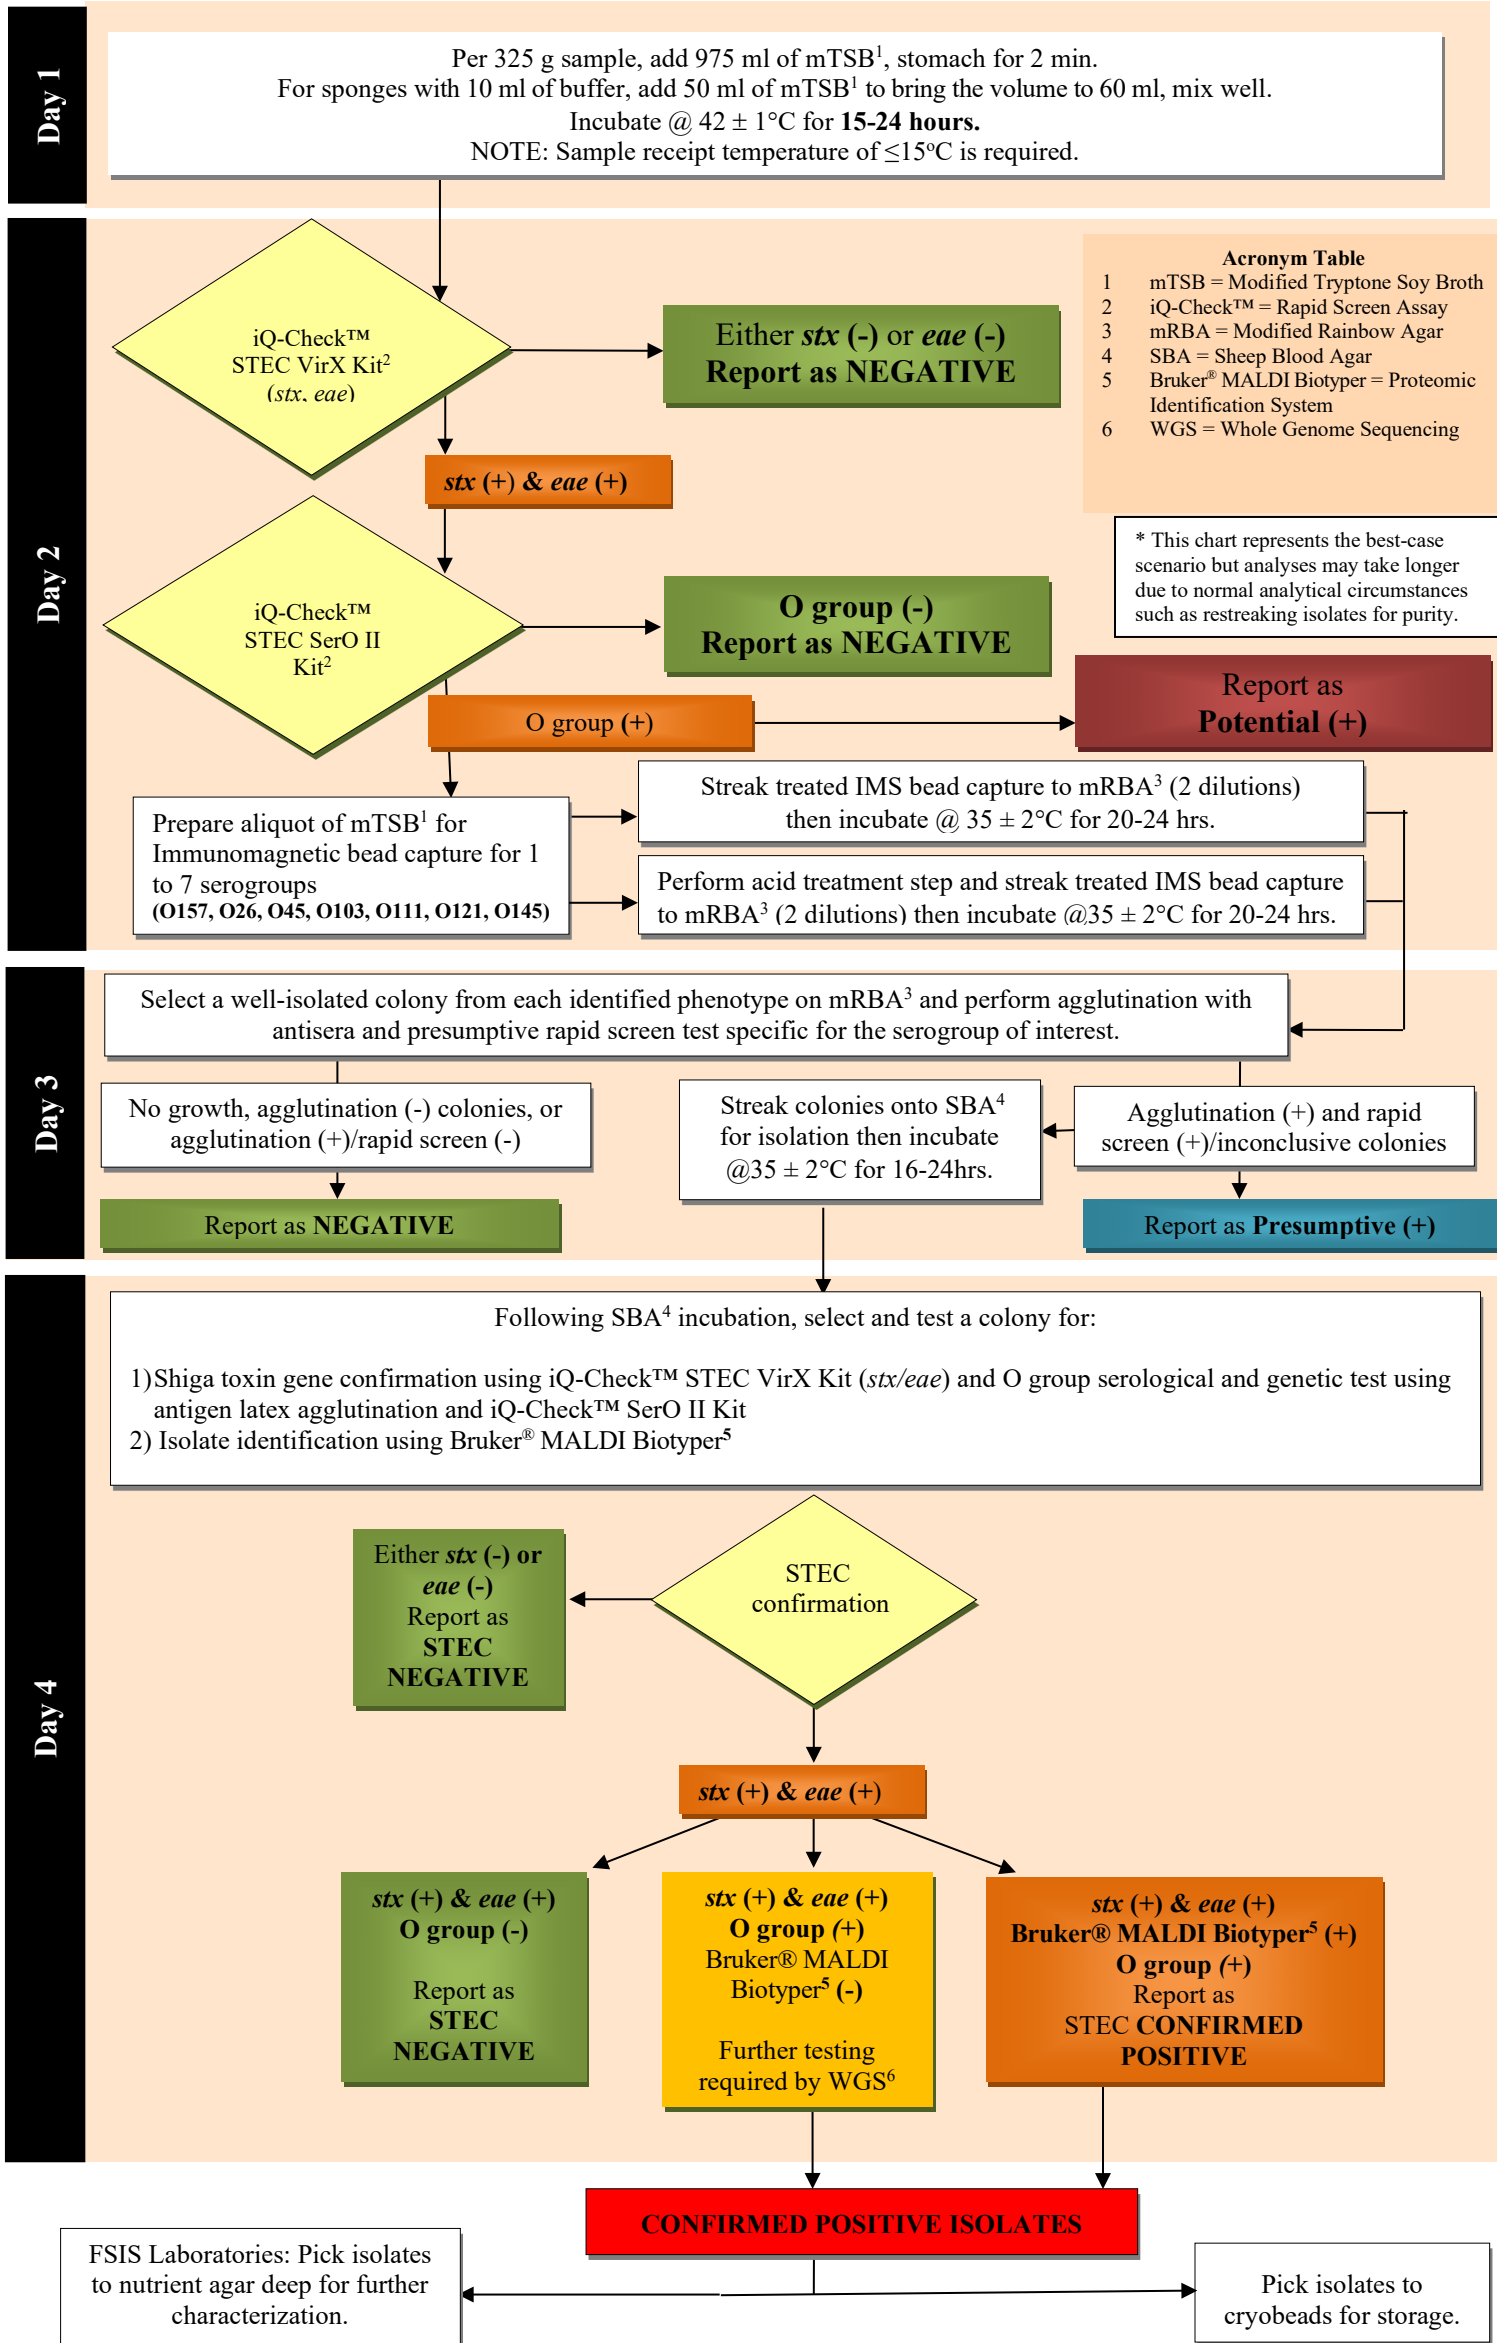 Day 1
Per 325 g sample, add 975 ml of mTSB¹, stomach for 2 min.
For sponges with 10 ml of buffer, add 50 ml of mTSB¹ to bring the volume to 60 ml, mix well.
Incubate @ 42 ± 1°C for 15-24 hours.
NOTE: Sample receipt temperature of ≤15°C is required.
Day 2
iQ-Check™
STEC VirX Kit²
(stx, eae)
Either stx (-) or eae (-)
Report as NEGATIVE
Acronym Table
1 mTSB = Modified Tryptone Soy Broth
2 iQ-Check™ = Rapid Screen Assay
3 mRBA = Modified Rainbow Agar
4 SBA = Sheep Blood Agar
5 Bruker® MALDI Biotyper = Proteomic
Identification System
6 WGS = Whole Genome Sequencing
stx (+) & eae (+)
* This chart represents the best-case
scenario but analyses may take longer
due to normal analytical circumstances
such as restreaking isolates for purity.
iQ-Check™
STEC SerO II
Kit²
O group (-)
Report as NEGATIVE
O group (+)
Report as
Potential (+)
Prepare aliquot of mTSB¹ for
Immunomagnetic bead capture for 1
to 7 serogroups
(O157, O26, O45, O103, O111, O121, O145)
Streak treated IMS bead capture to mRBA³ (2 dilutions)
then incubate @ 35 ± 2°C for 20-24 hrs.
Perform acid treatment step and streak treated IMS bead capture
to mRBA³ (2 dilutions) then incubate @35 ± 2°C for 20-24 hrs.
Day 3
Select a well-isolated colony from each identified phenotype on mRBA³ and perform agglutination with
antisera and presumptive rapid screen test specific for the serogroup of interest.
No growth, agglutination (-) colonies, or
agglutination (+)/rapid screen (-)
Report as NEGATIVE
Streak colonies onto SBA⁴
for isolation then incubate
@35 ± 2°C for 16-24hrs.
Agglutination (+) and rapid
screen (+)/inconclusive colonies
Report as Presumptive (+)
Day 4
Following SBA⁴ incubation, select and test a colony for:
1)Shiga toxin gene confirmation using iQ-Check™ STEC VirX Kit (stx/eae) and O group serological and genetic test using
antigen latex agglutination and iQ-Check™ SerO II Kit
2) Isolate identification using Bruker® MALDI Biotyper⁵
STEC
confirmation
Either stx (-) or
eae (-)
Report as
STEC
NEGATIVE
stx (+) & eae (+)
stx (+) & eae (+)
O group (-)
Report as
STEC
NEGATIVE
stx (+) & eae (+)
O group (+)
Bruker® MALDI
Biotyper⁵ (-)
Further testing
required by WGS⁶
stx (+) & eae (+)
Bruker® MALDI Biotyper⁵ (+)
O group (+)
Report as
STEC CONFIRMED
POSITIVE
CONFIRMED POSITIVE ISOLATES
FSIS Laboratories: Pick isolates
to nutrient agar deep for further
characterization.
Pick isolates to
cryobeads for storage.